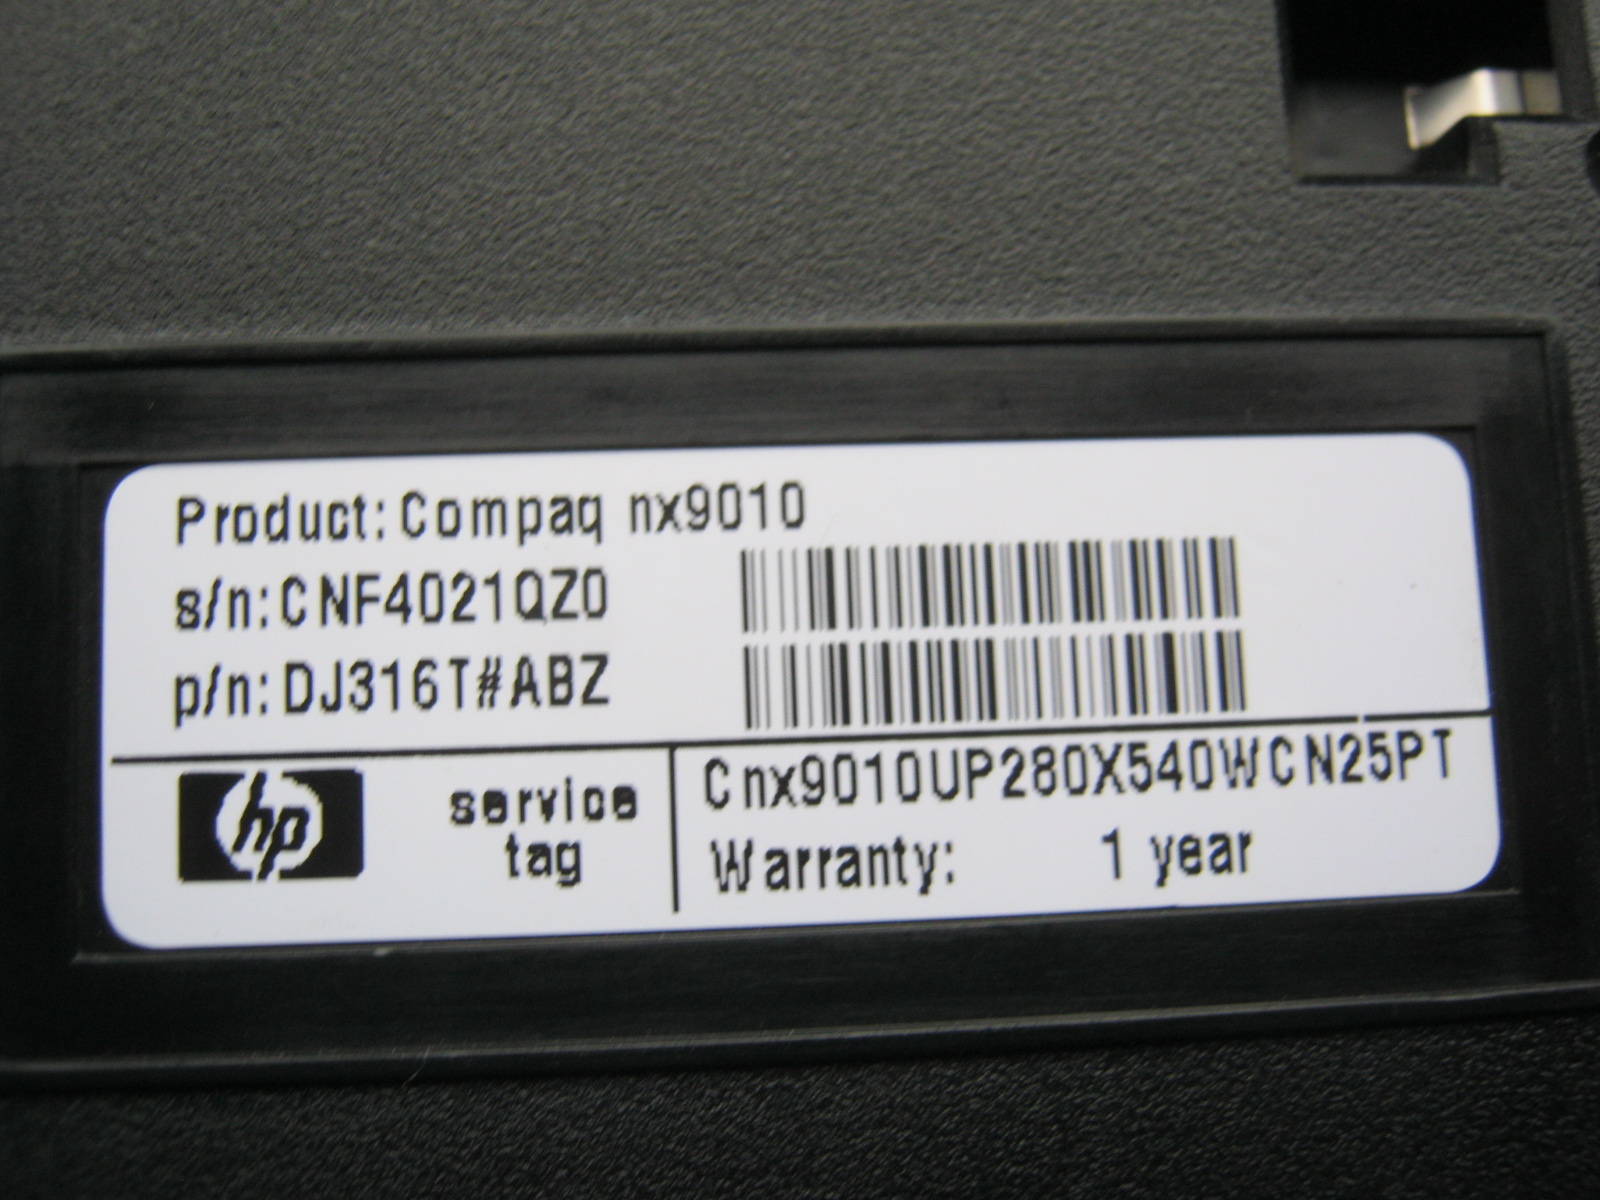 Product: Compaq nx9010
s/n: CNF4021QZ0
p/n: DJ316T#ABZ
hp
service
tag
Cnx9010UP280X540WCN25PT
Warranty: 1 year